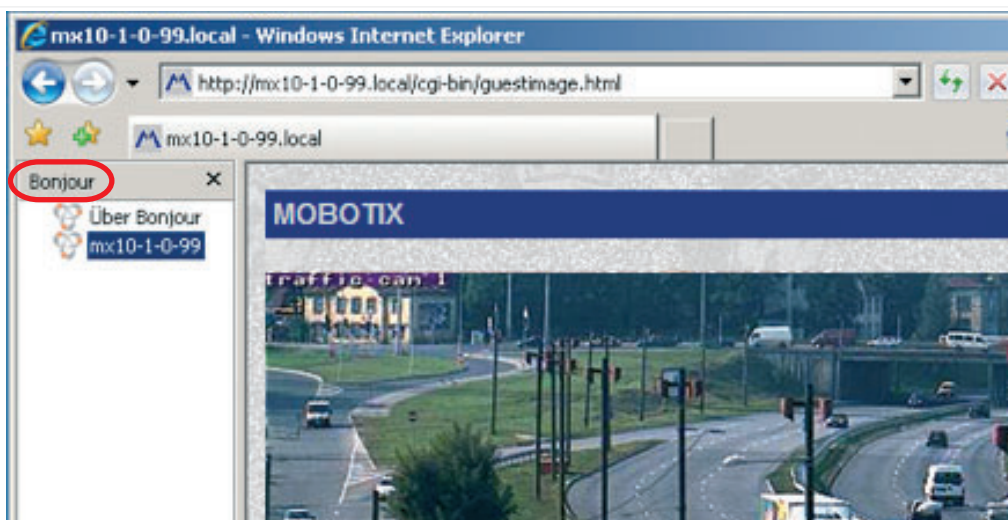 mx10-1-0-99.local - Windows Internet Explorer
http://mx10-1-0-99.local/cgi-bin/guestimage.html
mx10-1-0-99.local
Bonjour
Über Bonjour
mx10-1-0-99
MOBOTIX
traffic-cam 1